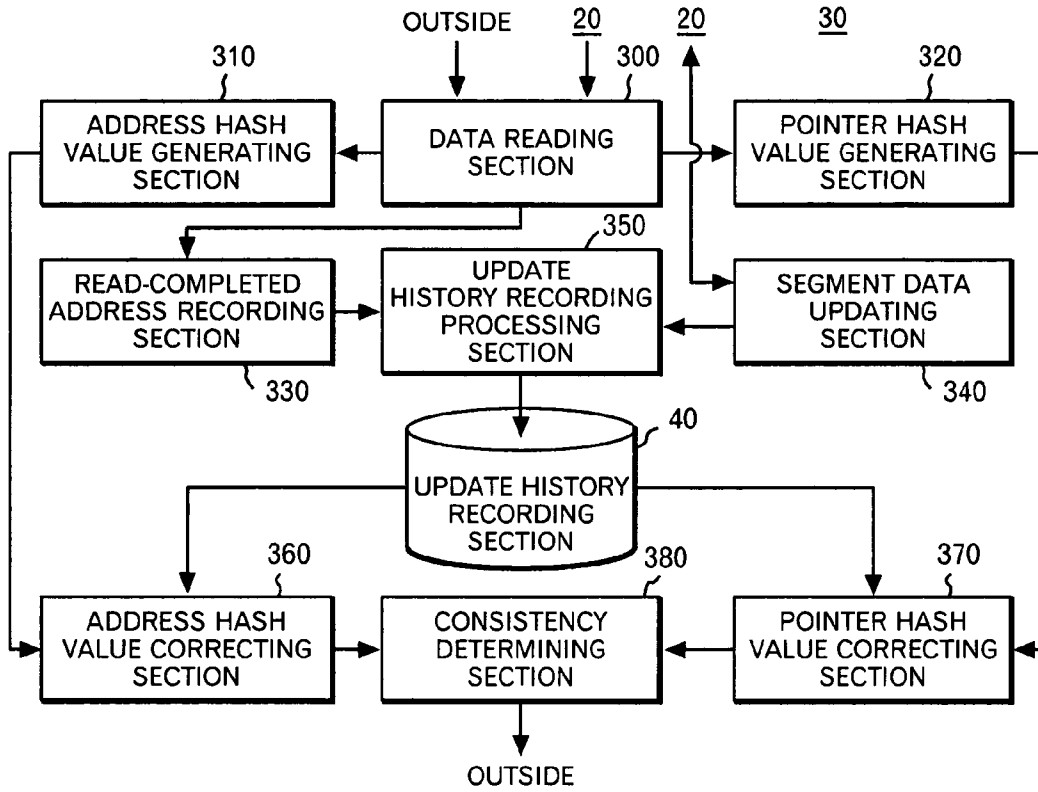 OUTSIDE
20
20
30
310
300
320
ADDRESS HASH
VALUE GENERATING
SECTION
DATA READING
SECTION
POINTER HASH
VALUE GENERATING
SECTION
350
READ-COMPLETED
ADDRESS RECORDING
SECTION
UPDATE
HISTORY RECORDING
PROCESSING
SECTION
SEGMENT DATA
UPDATING
SECTION
330
340
40
UPDATE HISTORY
RECORDING
SECTION
360
380
370
ADDRESS HASH
VALUE CORRECTING
SECTION
CONSISTENCY
DETERMINING
SECTION
POINTER HASH
VALUE CORRECTING
SECTION
OUTSIDE